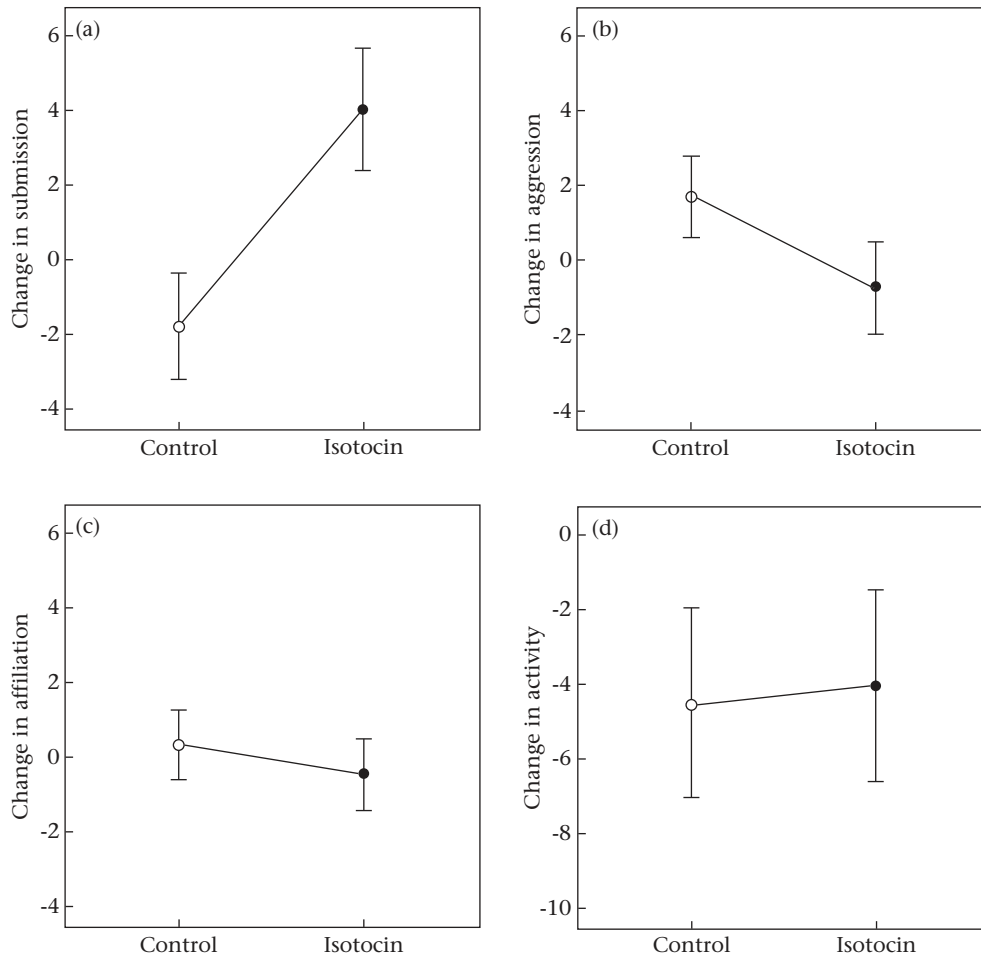 (a)
6
4
2
0
-2
-4
Change in submission
Control Isotocin
(b)
6
4
2
0
-2
-4
Change in aggression
Control Isotocin
(c)
6
4
2
0
-2
-4
Change in affiliation
Control Isotocin
(d)
0
-2
-4
-6
-8
-10
Change in activity
Control Isotocin